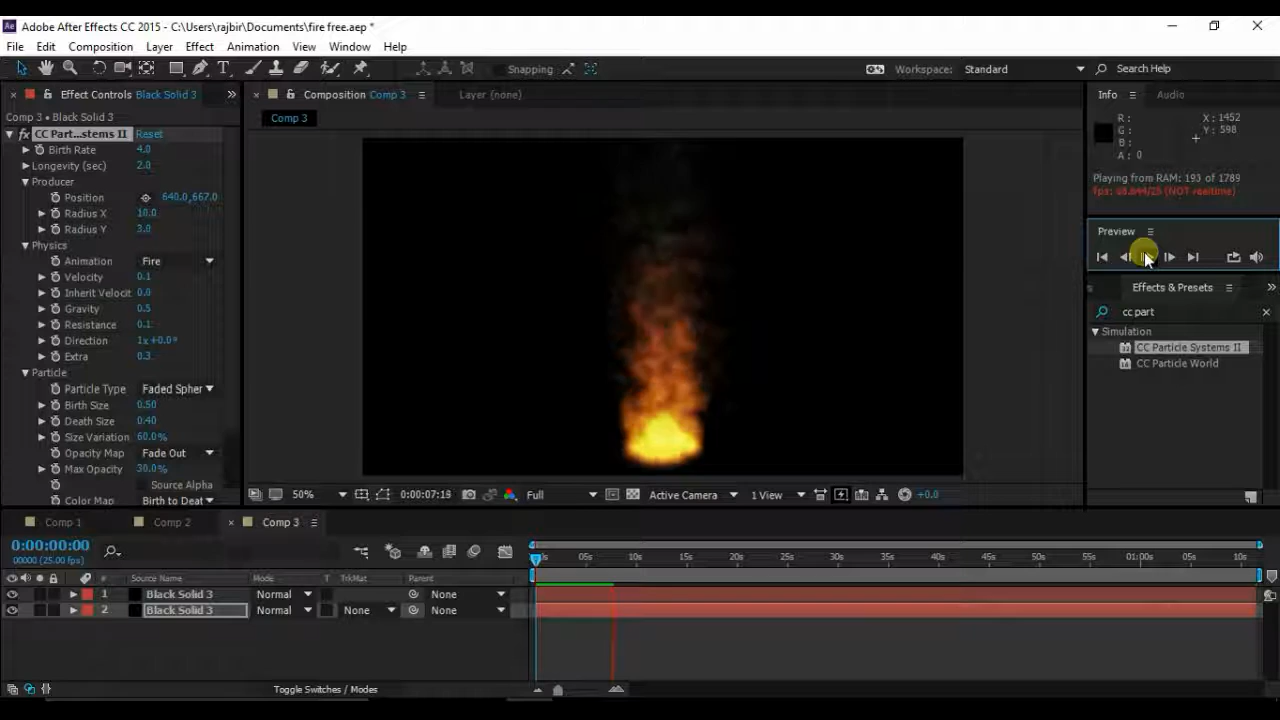 Adobe After Effects CC 2015 - C:\Users\rajbir\Documents\fire free.aep *
File Edit Composition Layer Effect Animation View Window Help
Snapping
Workspace: Standard
Search Help
Effect Controls Black Solid 3
Comp 3 • Black Solid 3
fx CC Part...stems II Reset
Birth Rate 4.0
Longevity (sec) 2.0
Producer
Position 640.0,667.0
Radius X 10.0
Radius Y 3.0
Physics
Animation Fire
Velocity 0.1
Inherit Velocit 0.0
Gravity 0.5
Resistance 0.1
Direction 1x+0.0°
Extra 0.3
Particle
Particle Type Faded Spher
Birth Size 0.50
Death Size 0.40
Size Variation 60.0%
Opacity Map Fade Out
Max Opacity 30.0%
Source Alpha
Color Map Birth to Deat
Composition Comp 3
Layer (none)
Comp 3
50% 0:00:07:19 Full Active Camera 1 View +0.0
Info Audio
R: X: 1452
G: Y: 598
B:
A: 0
Playing from RAM: 193 of 1789
(NOT realtime)
Preview
Effects & Presets
cc part
Simulation
CC Particle Systems II
CC Particle World
Comp 1 Comp 2 Comp 3
0:00:00:00
00000 (25.00 fps)
Source Name Mode T TrkMat Parent
1 Black Solid 3 Normal None
2 Black Solid 3 Normal None None
05s 10s 15s 20s 25s 30s 35s 40s 45s 50s 55s 01:00s 05s 10s
Toggle Switches / Modes